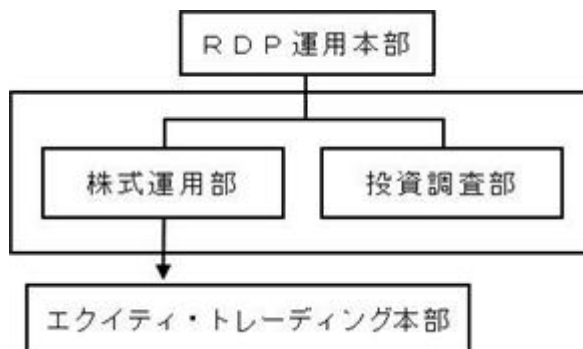 ＲＤＰ運用本部
株式運用部
投資調査部
エクイティ・トレーディング本部